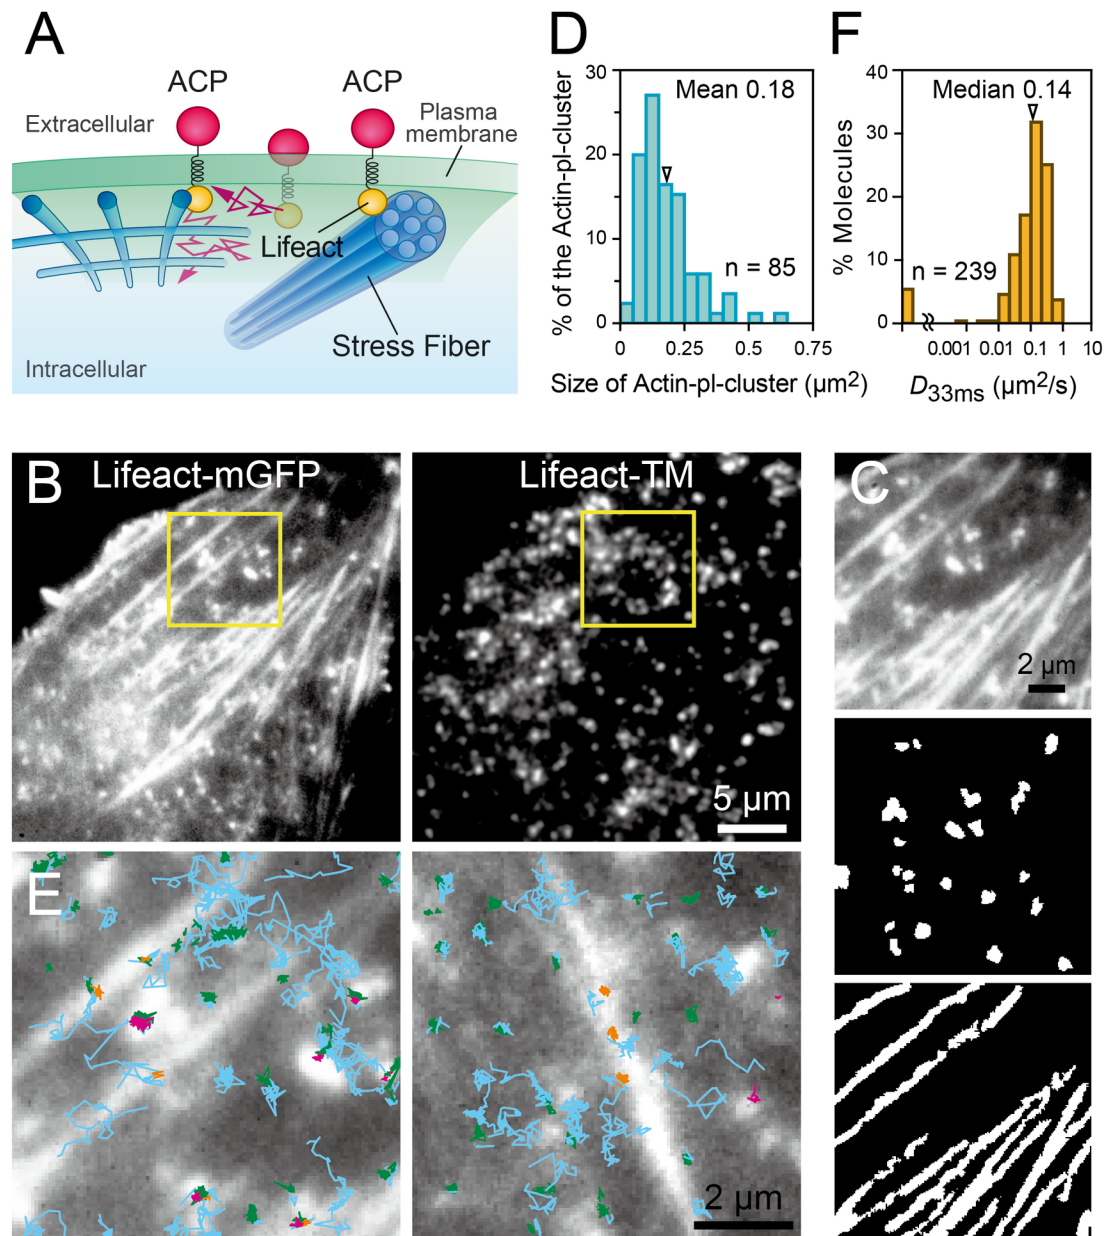 A
ACP
ACP
Extracellular
Plasma
membrane
Lifeact
Stress Fiber
Intracellular
D
% of the Actin-pl-cluster
30
20
10
0
Mean 0.18
n = 85
0
0.25
0.5
0.75
Size of Actin-pl-cluster (µm²)
F
% Molecules
40
30
20
10
0
Median 0.14
n = 239
0.001
0.01
0.1
1
10
D33ms (µm²/s)
B
Lifeact-mGFP
Lifeact-TM
5 µm
C
2 µm
E
2 µm